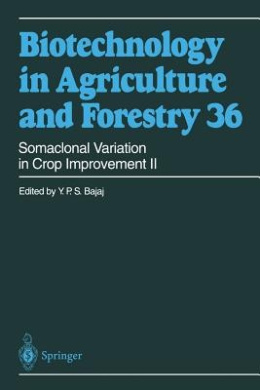 Biotechnology
in Agriculture
and Forestry 36
Somaclonal Variation
in Crop Improvement II
Edited by Y. P. S. Bajaj
Springer